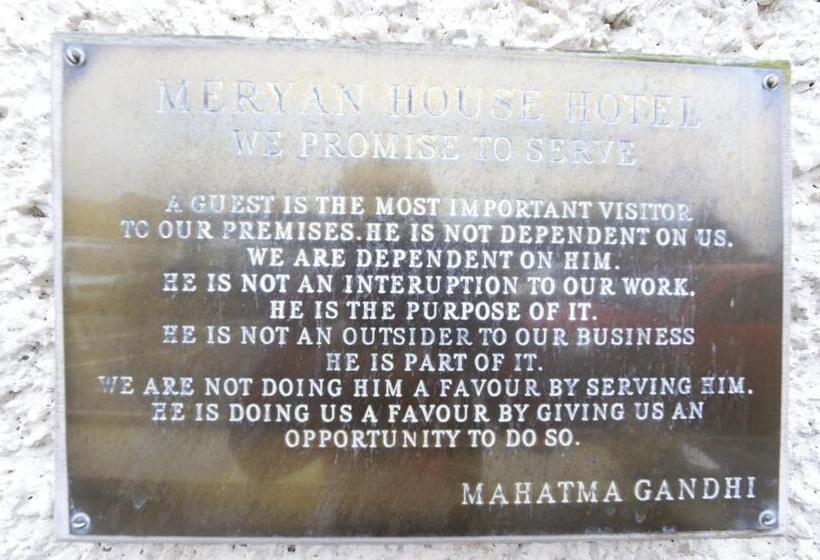 MERYAN HOUSE HOTEL
WE PROMISE TO SERVE
A GUEST IS THE MOST IMPORTANT VISITOR
TO OUR PREMISES.HE IS NOT DEPENDENT ON US.
WE ARE DEPENDENT ON HIM.
HE IS NOT AN INTERUPTION TO OUR WORK.
HE IS THE PURPOSE OF IT.
HE IS NOT AN OUTSIDER TO OUR BUSINESS
HE IS PART OF IT.
WE ARE NOT DOING HIM A FAVOUR BY SERVING HIM.
HE IS DOING US A FAVOUR BY GIVING US AN
OPPORTUNITY TO DO SO.
MAHATMA GANDHI